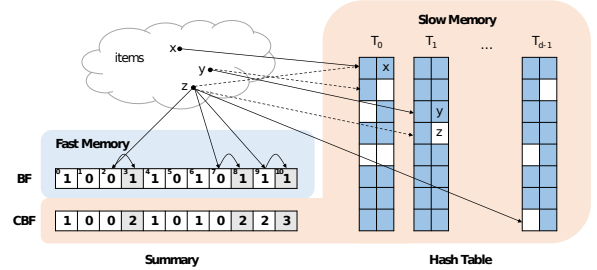 Slow Memory
items
x
y
z
T0
T1
...
Td-1
x
y
z
Fast Memory
0 1 2 3 4 5 6 7 8 9 10
BF 1 0 0 1 1 0 1 0 1 1 1
CBF 1 0 0 2 1 0 1 0 2 2 3
Summary
Hash Table